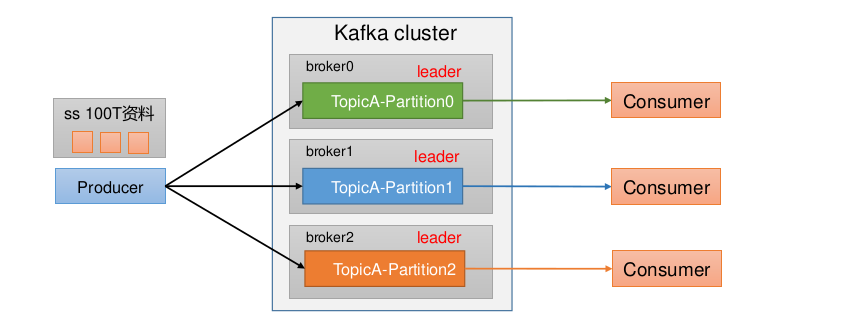 Kafka cluster
broker0
leader
TopicA-Partition0
Consumer
ss 100T资料
broker1
leader
Producer
TopicA-Partition1
Consumer
broker2
leader
TopicA-Partition2
Consumer